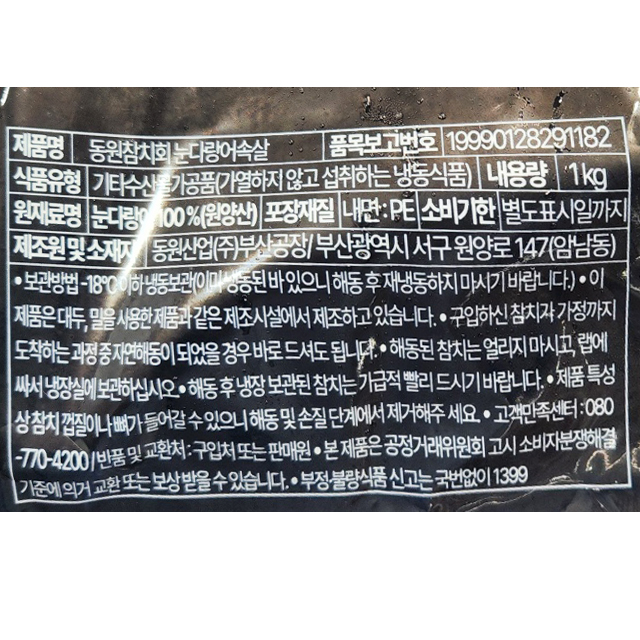 제품명 동원참치회 눈다랑어속살 품목보고번호 19990128291182
식품유형 기타수산물가공품(가열하지 않고 섭취하는 냉동식품) 내용량 1kg
원재료명 눈다랑어 100%(원양산) 포장재질 내면 : PE 소비기한 별도표시일까지
제조원 및 소재지 동원산업(주)부산공장/ 부산광역시 서구 원양로 147(암남동)
• 보관방법 -18℃이하 냉동보관(이미 냉동된 바 있으니 해동 후 재냉동하지 마시기 바랍니다.) • 이
제품은 대두, 밀을 사용한 제품과 같은 제조시설에서 제조하고 있습니다. • 구입하신 참치가 가정까지
도착하는 과정 중 자연해동이 되었을 경우 바로 드셔도 됩니다. • 해동된 참치는 얼리지 마시고, 랩에
싸서 냉장실에 보관하십시오 • 해동 후 냉장 보관된 참치는 가급적 빨리 드시기 바랍니다. • 제품 특성
상 참치 껍질이나 뼈가 들어갈 수 있으니 해동 및 손질 단계에서 제거해주 세요. • 고객만족센터 : 080
-770-4200 / 반품 및 교환처 : 구입처 또는 판매원 • 본 제품은 공정거래위원회 고시 소비자분쟁해결
기준에 의거 교환 또는 보상 받을 수 있습니다. • 부정·불량식품 신고는 국번없이 1399